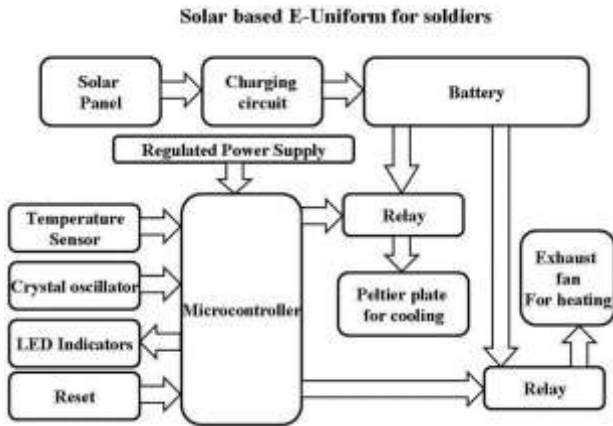 Solar based E-Uniform for soldiers
Solar
Panel
Charging
circuit
Battery
Regulated Power Supply
Temperature
Sensor
Relay
Exhaust
fan
For heating
Crystal oscillator
Microcontroller
Peltier plate
for cooling
LED Indicators
Reset
Relay